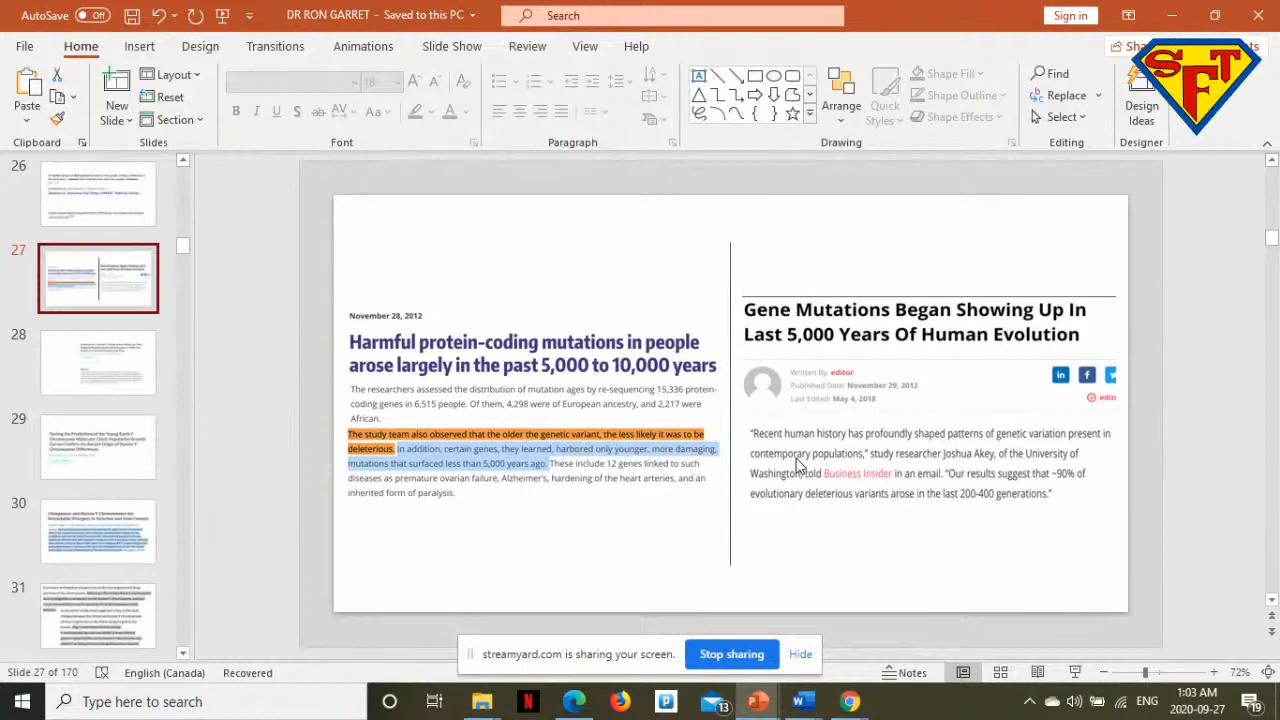 AutoSave Off DR RON GARRET - Saved to this PC Search Sign in
File Home Insert Design Transitions Animations Slide Show Review View Help
SFT
Paste New Slide Layout Reset Section 18 Arrange Quick Styles Shape Fill Shape Outline Shape Effects Find Replace Select Design Ideas
Clipboard Slides Font Paragraph Drawing Editing Designer
26
27
28
29
30
31
November 28, 2012
Harmful protein-coding mutations in people
arose largely in the past 5,000 to 10,000 years
The researchers assessed the distribution of mutation ages by re-sequencing 15,336 protein-
coding genes in 6,515 people. Of them, 4,298 were of European ancestry, and 2,217 were
African.
The study team also observed that the older the genetic variant, the less likely it was to be
deleterious. In addition, certain genes, they learned, harbored only younger, more damaging,
mutations that surfaced less than 5,000 years ago. These include 12 genes linked to such
diseases as premature ovarian failure, Alzheimer's, hardening of the heart arteries, and an
inherited form of paralysis.
Gene Mutations Began Showing Up In
Last 5,000 Years Of Human Evolution
Written By: editor
Published Date: November 29, 2012
Last Edited: May 4, 2018
"Recent human history has profoundly shaped patterns of genetic variation present in
contemporary populations," study researcher Joshua Akey, of the University of
Washington told Business Insider in an email. "Our results suggest that ~90% of
evolutionary deleterious variants arose in the last 200-400 generations."
streamyard.com is sharing your screen. Stop sharing Hide
Slide 27 of 170 English (Canada) Recovered Notes 72%
Type here to search 13 ENG 1:03 AM
2020-09-27 19